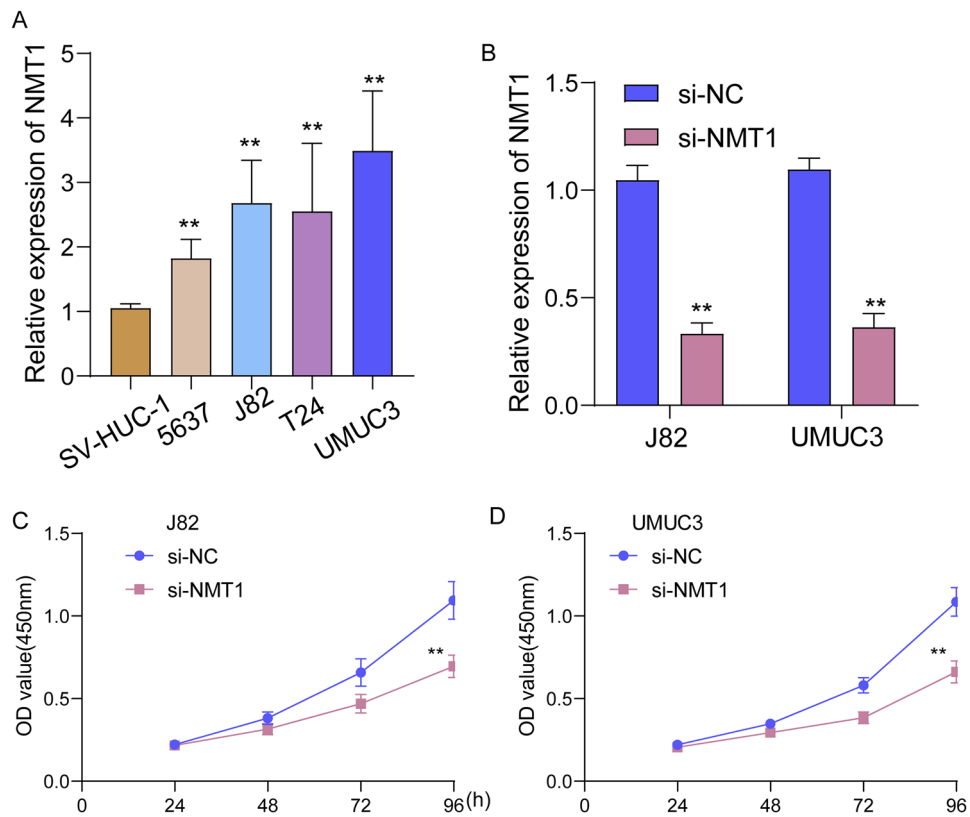 A
Relative expression of NMT1
5
4
3
2
1
0
**
**
**
**
SV-HUC-1
5637
J82
T24
UMUC3
B
Relative expression of NMT1
1.5
1.0
0.5
0.0
si-NC
si-NMT1
**
**
J82
UMUC3
C
J82
OD value(450nm)
1.5
1.0
0.5
0.0
si-NC
si-NMT1
**
0
24
48
72
96
(h)
D
UMUC3
OD value(450nm)
1.5
1.0
0.5
0.0
si-NC
si-NMT1
**
0
24
48
72
96